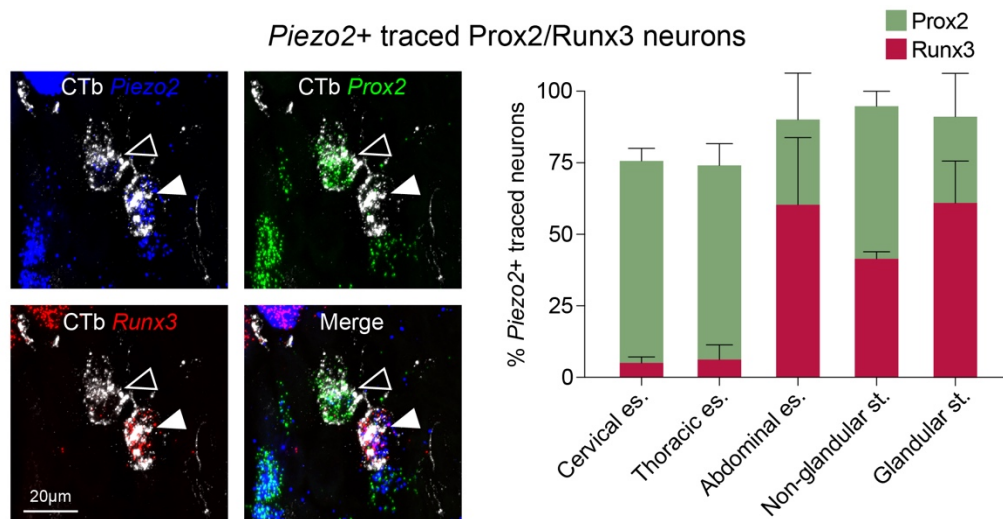 Piezo2+ traced Prox2/Runx3 neurons
Prox2
Runx3
CTb Piezo2
CTb Prox2
CTb Runx3
Merge
20μm
% Piezo2+ traced neurons
100
75
50
25
0
Cervical es.
Thoracic es.
Abdominal es.
Non-glandular st.
Glandular st.